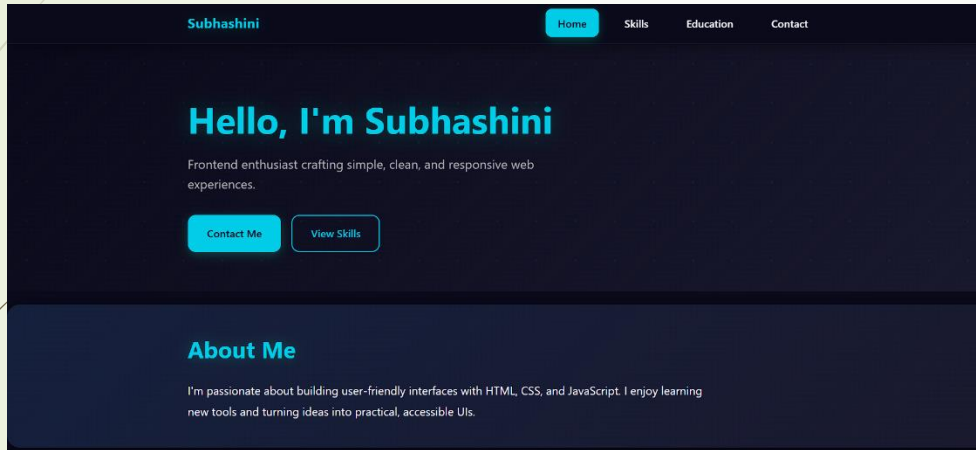 Subhashini
Home Skills Education Contact
Hello, I'm Subhashini
Frontend enthusiast crafting simple, clean, and responsive web
experiences.
Contact Me View Skills
About Me
I'm passionate about building user-friendly interfaces with HTML, CSS, and JavaScript. I enjoy learning
new tools and turning ideas into practical, accessible UIs.